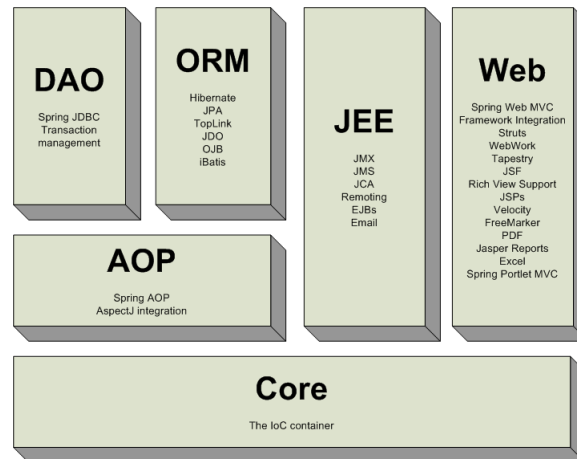 DAO
Spring JDBC
Transaction
management
ORM
Hibernate
JPA
TopLink
JDO
OJB
iBatis
JEE
JMX
JMS
JCA
Remoting
EJBs
Email
Web
Spring Web MVC
Framework Integration
Struts
WebWork
Tapestry
JSF
Rich View Support
JSPs
Velocity
FreeMarker
PDF
Jasper Reports
Excel
Spring Portlet MVC
AOP
Spring AOP
AspectJ integration
Core
The IoC container